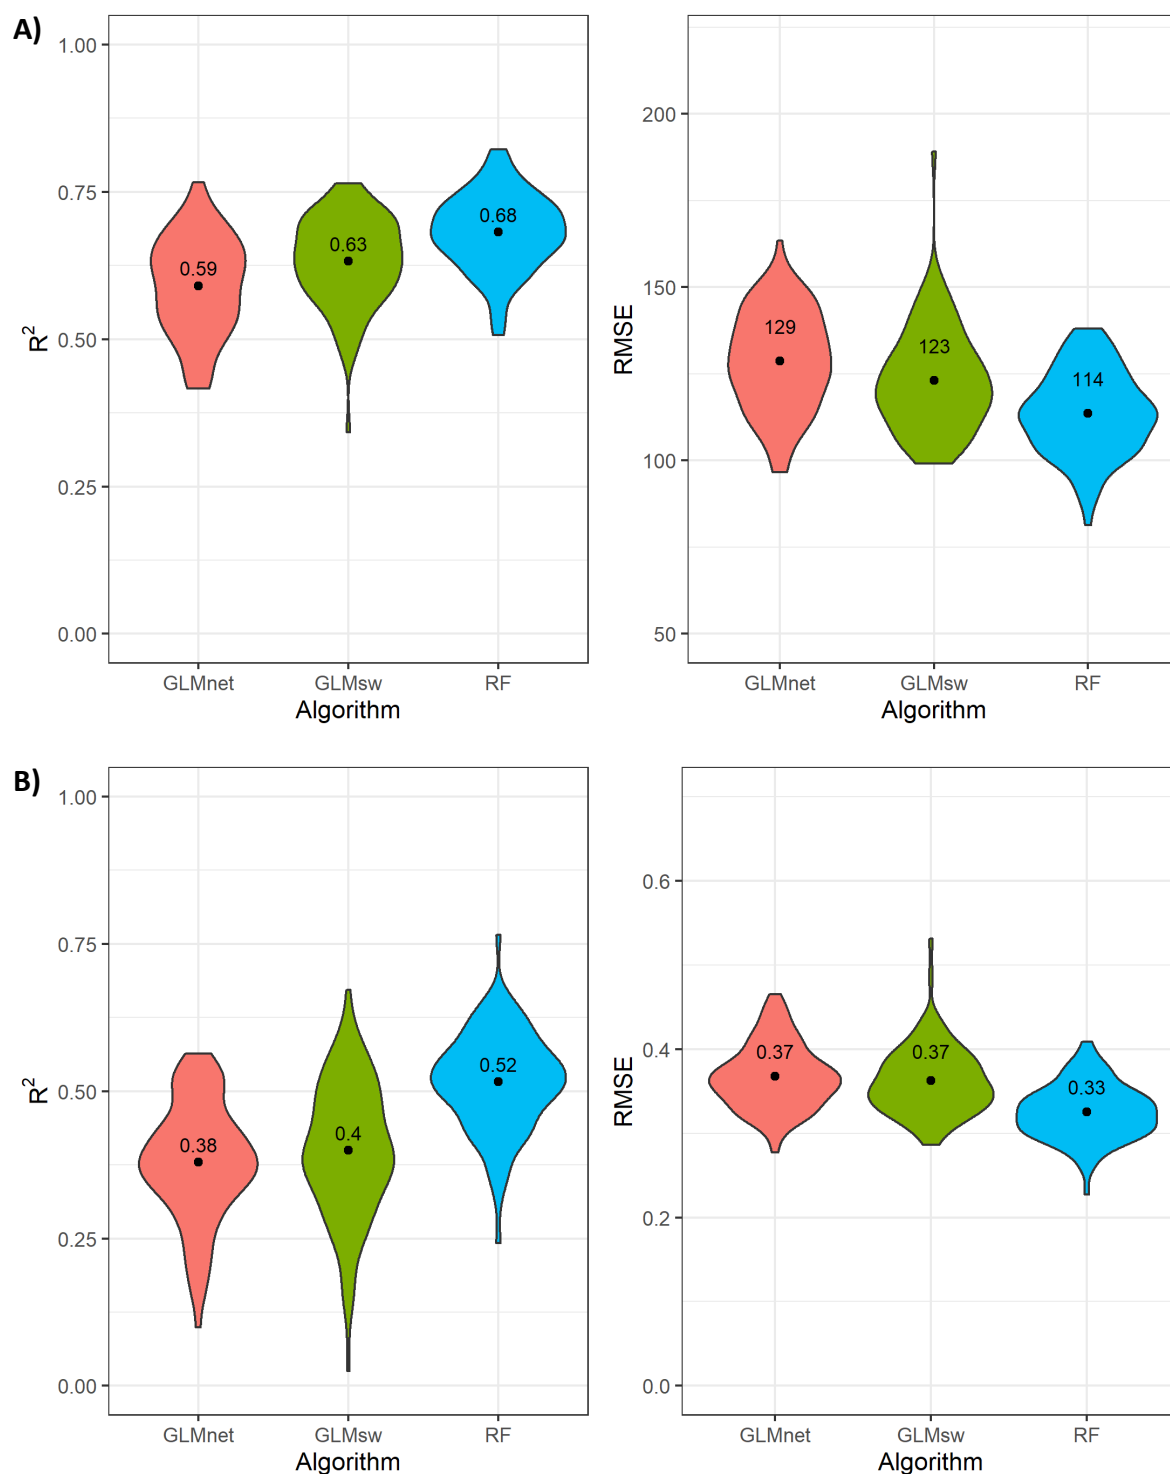 A)
1.00
0.75
0.50
0.25
0.00
R²
0.59
0.63
0.68
GLMnet GLMsw RF
Algorithm
200
150
100
50
RMSE
129
123
114
GLMnet GLMsw RF
Algorithm
B)
1.00
0.75
0.50
0.25
0.00
R²
0.38
0.4
0.52
GLMnet GLMsw RF
Algorithm
0.6
0.4
0.2
0.0
RMSE
0.37
0.37
0.33
GLMnet GLMsw RF
Algorithm